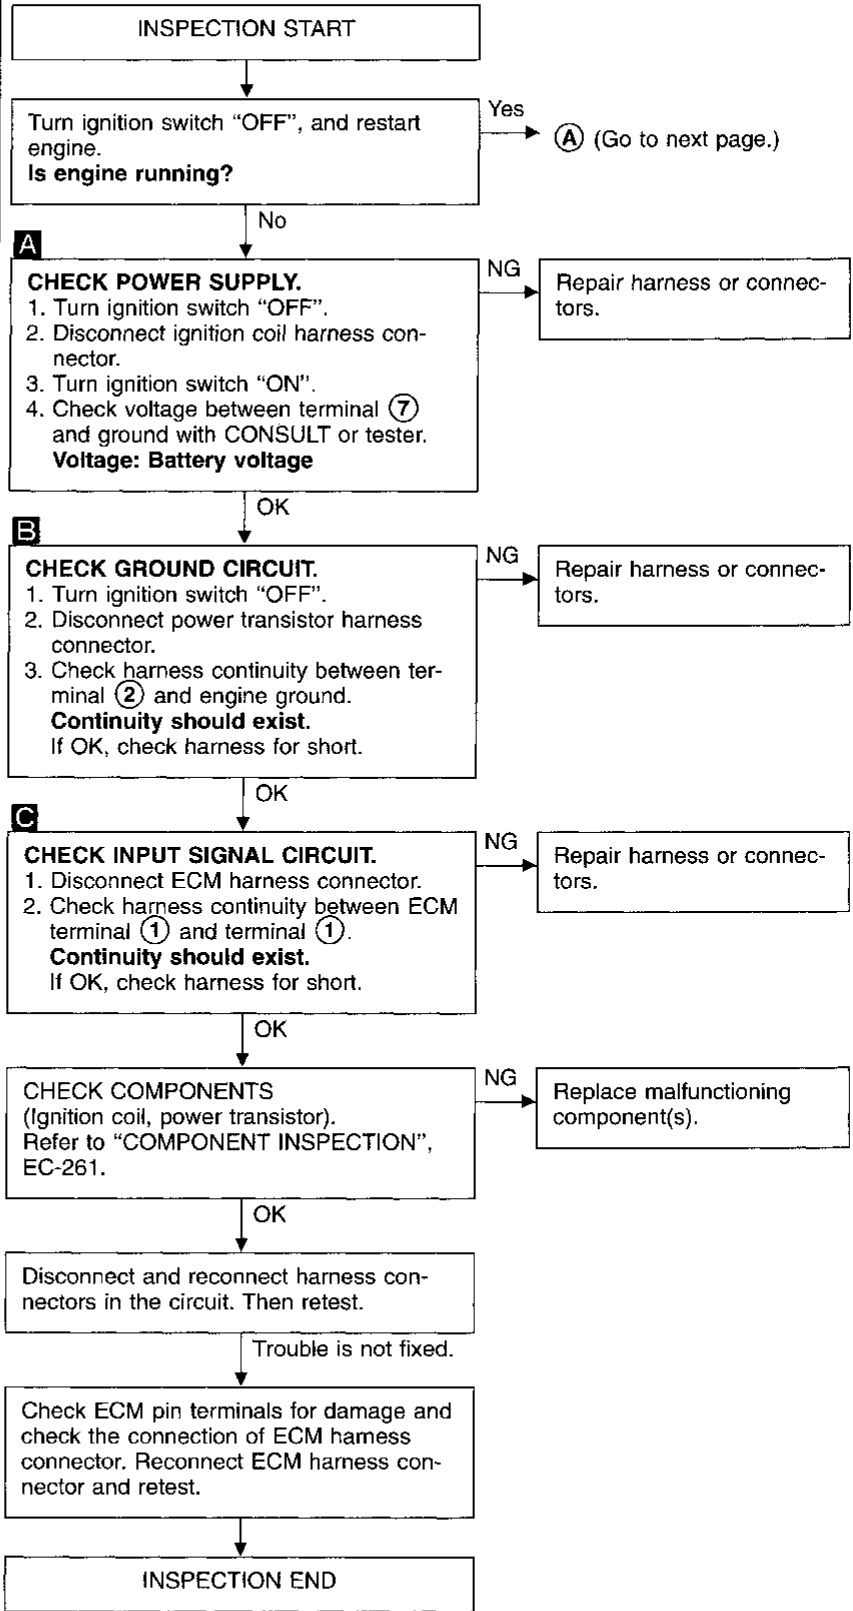 INSPECTION START
Turn ignition switch “OFF”, and restart
engine.
Is engine running?
Yes
Ⓐ (Go to next page.)
No
A
CHECK POWER SUPPLY.
1. Turn ignition switch “OFF”.
2. Disconnect ignition coil harness con-
nector.
3. Turn ignition switch “ON”.
4. Check voltage between terminal ⑦
and ground with CONSULT or tester.
Voltage: Battery voltage
NG
Repair harness or connec-
tors.
OK
B
CHECK GROUND CIRCUIT.
1. Turn ignition switch “OFF”.
2. Disconnect power transistor harness
connector.
3. Check harness continuity between ter-
minal ② and engine ground.
Continuity should exist.
If OK, check harness for short.
NG
Repair harness or connec-
tors.
OK
C
CHECK INPUT SIGNAL CIRCUIT.
1. Disconnect ECM harness connector.
2. Check harness continuity between ECM
terminal ① and terminal ①.
Continuity should exist.
If OK, check harness for short.
NG
Repair harness or connec-
tors.
OK
CHECK COMPONENTS
(Ignition coil, power transistor).
Refer to “COMPONENT INSPECTION”,
EC-261.
NG
Replace malfunctioning
component(s).
OK
Disconnect and reconnect harness con-
nectors in the circuit. Then retest.
Trouble is not fixed.
Check ECM pin terminals for damage and
check the connection of ECM harness
connector. Reconnect ECM harness con-
nector and retest.
INSPECTION END